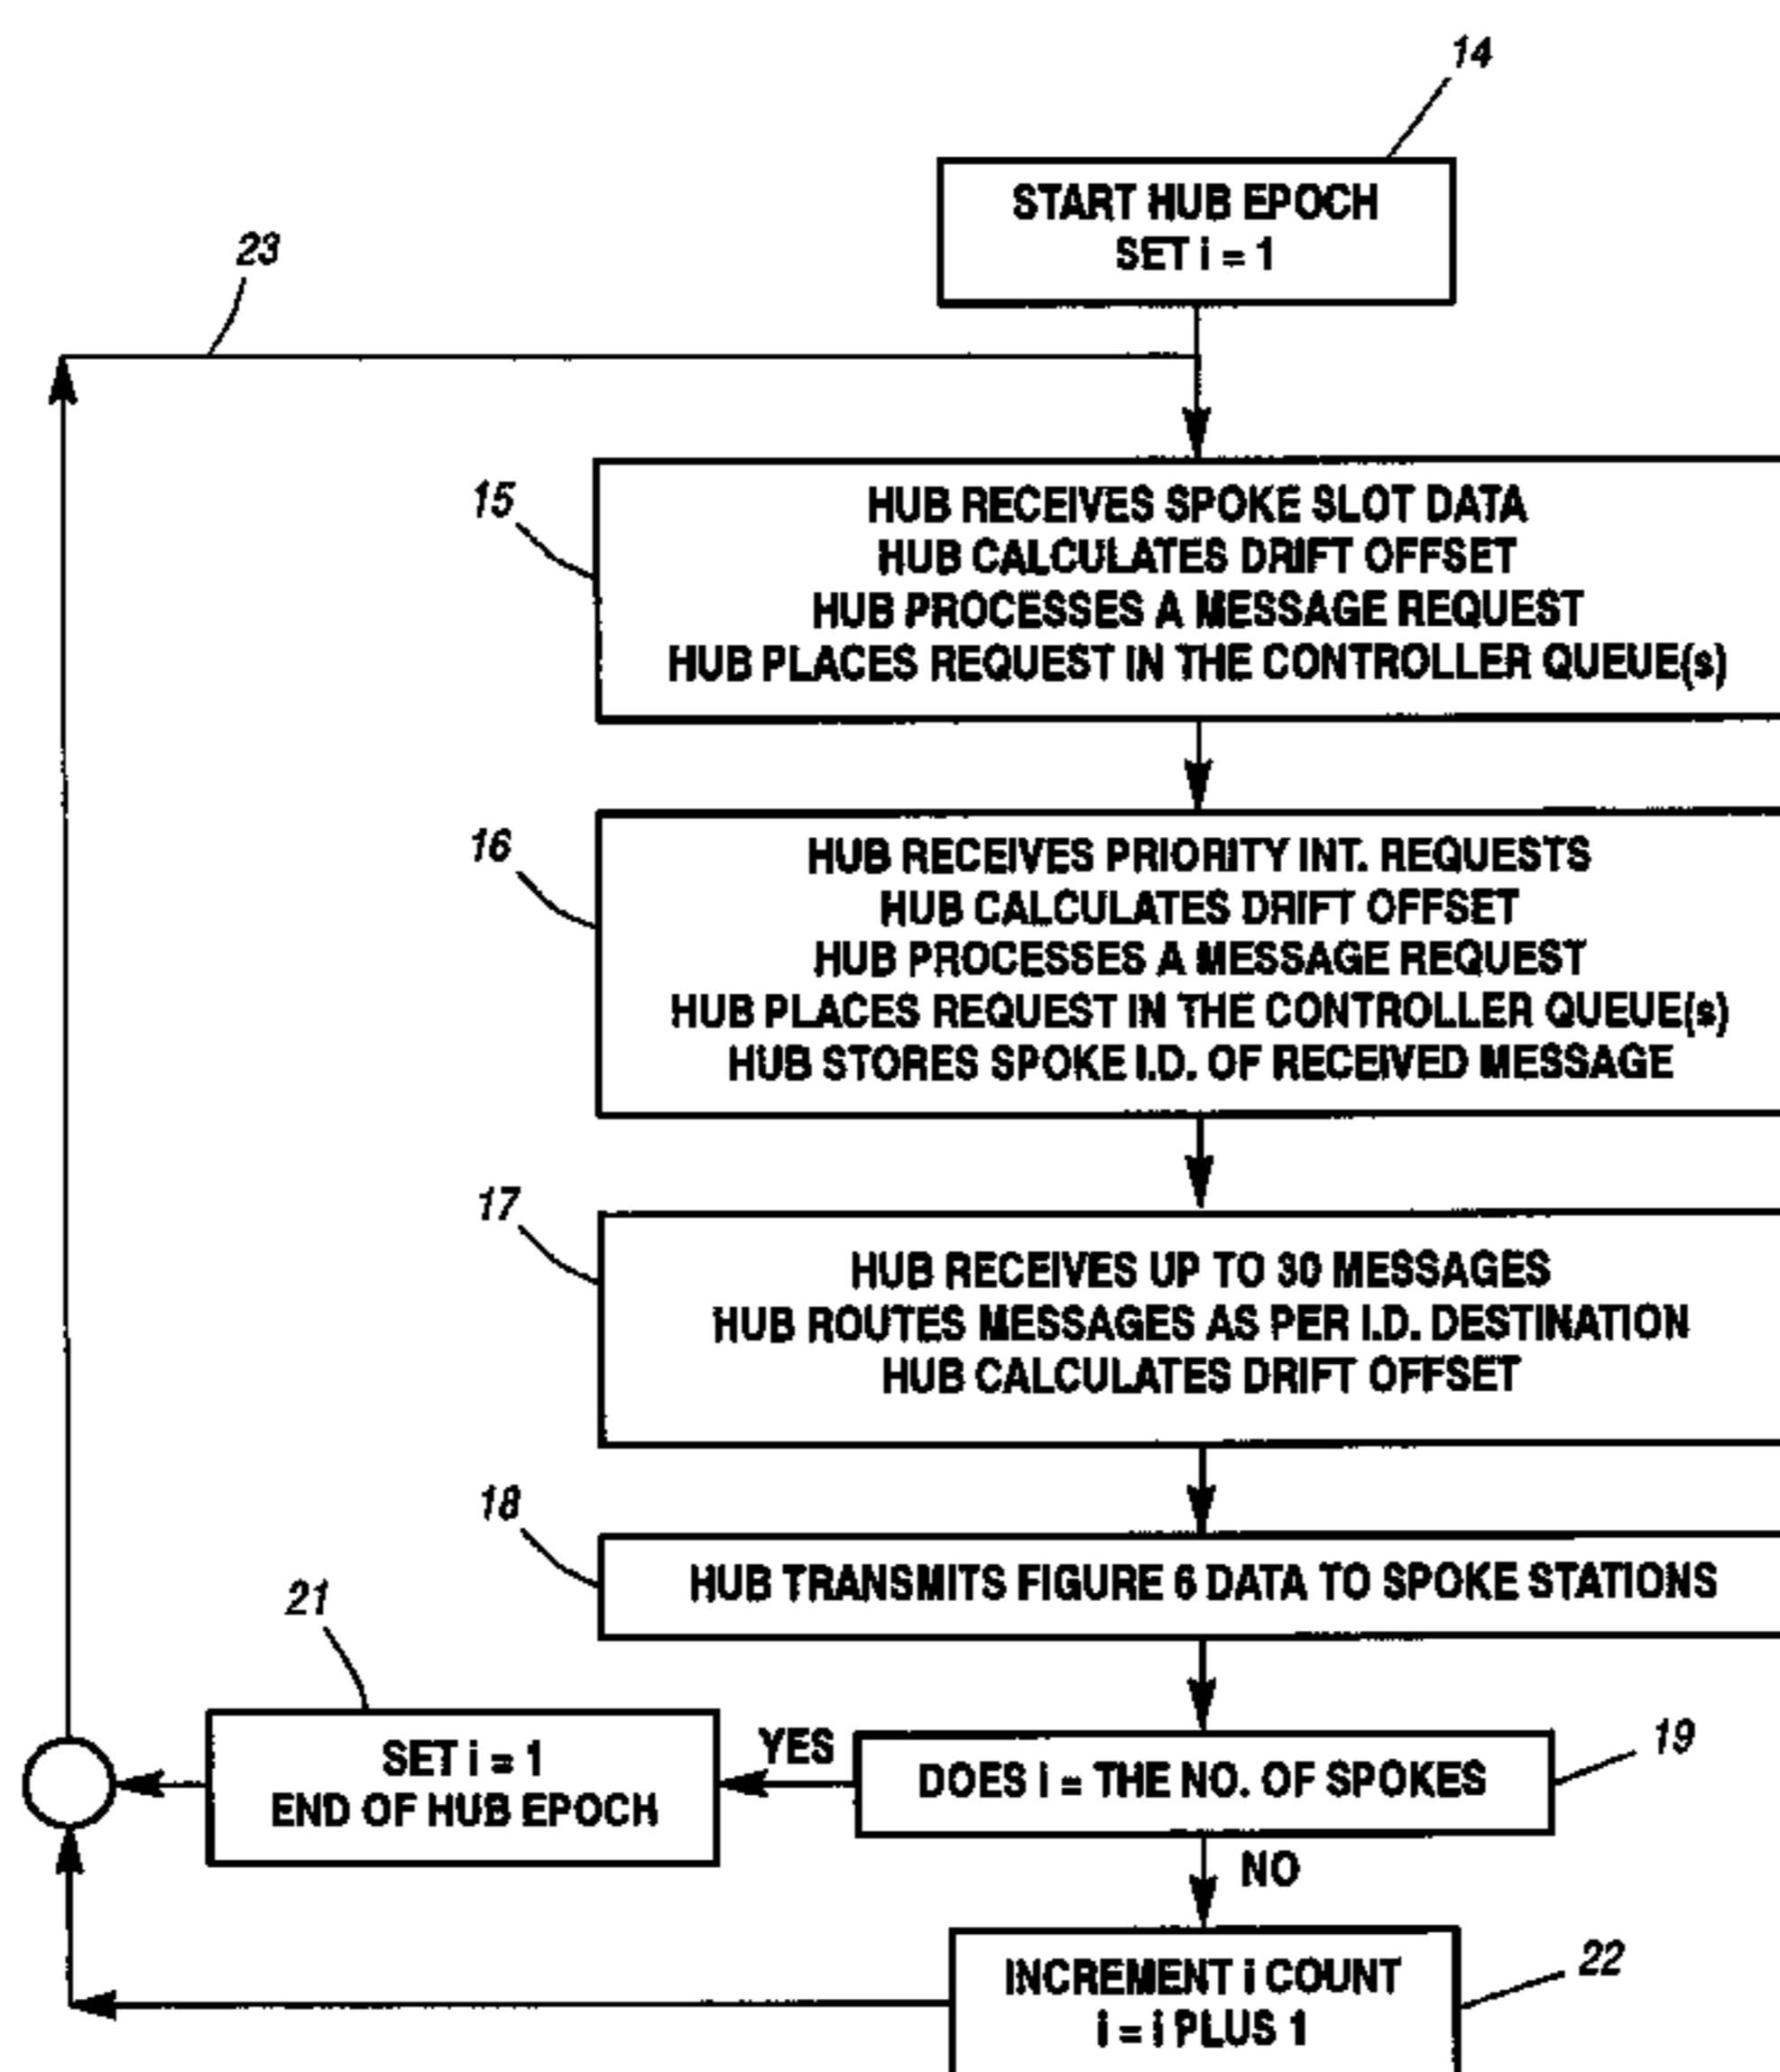 14
START HUB EPOCH
SET i = 1
23
15
HUB RECEIVES SPOKE SLOT DATA
HUB CALCULATES DRIFT OFFSET
HUB PROCESSES A MESSAGE REQUEST
HUB PLACES REQUEST IN THE CONTROLLER QUEUE(s)
16
HUB RECEIVES PRIORITY INT. REQUESTS
HUB CALCULATES DRIFT OFFSET
HUB PROCESSES A MESSAGE REQUEST
HUB PLACES REQUEST IN THE CONTROLLER QUEUE(s)
HUB STORES SPOKE I.D. OF RECEIVED MESSAGE
17
HUB RECEIVES UP TO 30 MESSAGES
HUB ROUTES MESSAGES AS PER I.D. DESTINATION
HUB CALCULATES DRIFT OFFSET
18
HUB TRANSMITS FIGURE 6 DATA TO SPOKE STATIONS
21
SET i = 1
END OF HUB EPOCH
YES
DOES i = THE NO. OF SPOKES
19
NO
INCREMENT i COUNT
i = i PLUS 1
22